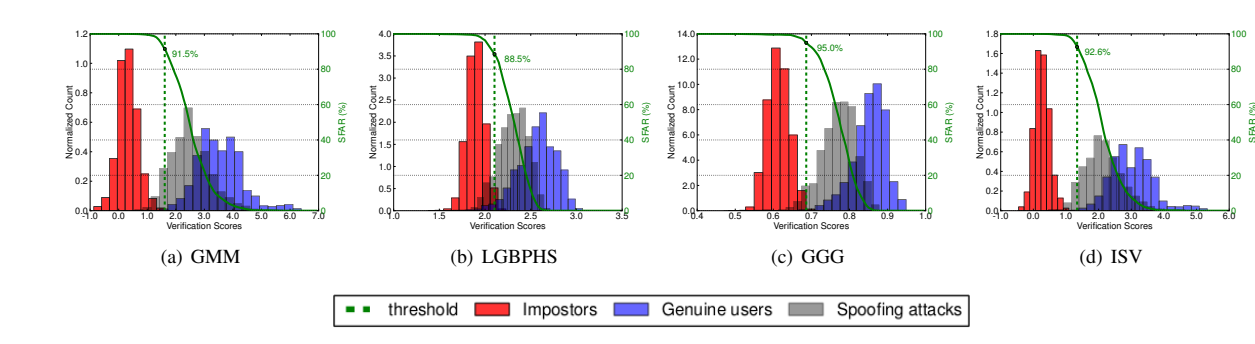 1.2
1.0
0.8
0.6
0.4
0.2
0.0
-1.0 0.0 1.0 2.0 3.0 4.0 5.0 6.0 7.0
100
80
60
40
20
0
91.5%
Normalized Count
SFAR (%)
Verification Scores
(a) GMM
4.0
3.5
3.0
2.5
2.0
1.5
1.0
0.5
0.0
1.0 1.5 2.0 2.5 3.0 3.5
100
80
60
40
20
0
88.5%
Normalized Count
SFAR (%)
Verification Scores
(b) LGBPHS
14.0
12.0
10.0
8.0
6.0
4.0
2.0
0.0
0.4 0.5 0.6 0.7 0.8 0.9 1.0
100
80
60
40
20
0
95.0%
Normalized Count
SFAR (%)
Verification Scores
(c) GGG
1.8
1.6
1.4
1.2
1.0
0.8
0.6
0.4
0.2
0.0
-1.0 0.0 1.0 2.0 3.0 4.0 5.0 6.0
100
80
60
40
20
0
92.6%
Normalized Count
SFAR (%)
Verification Scores
(d) ISV
threshold Impostors Genuine users Spoofing attacks